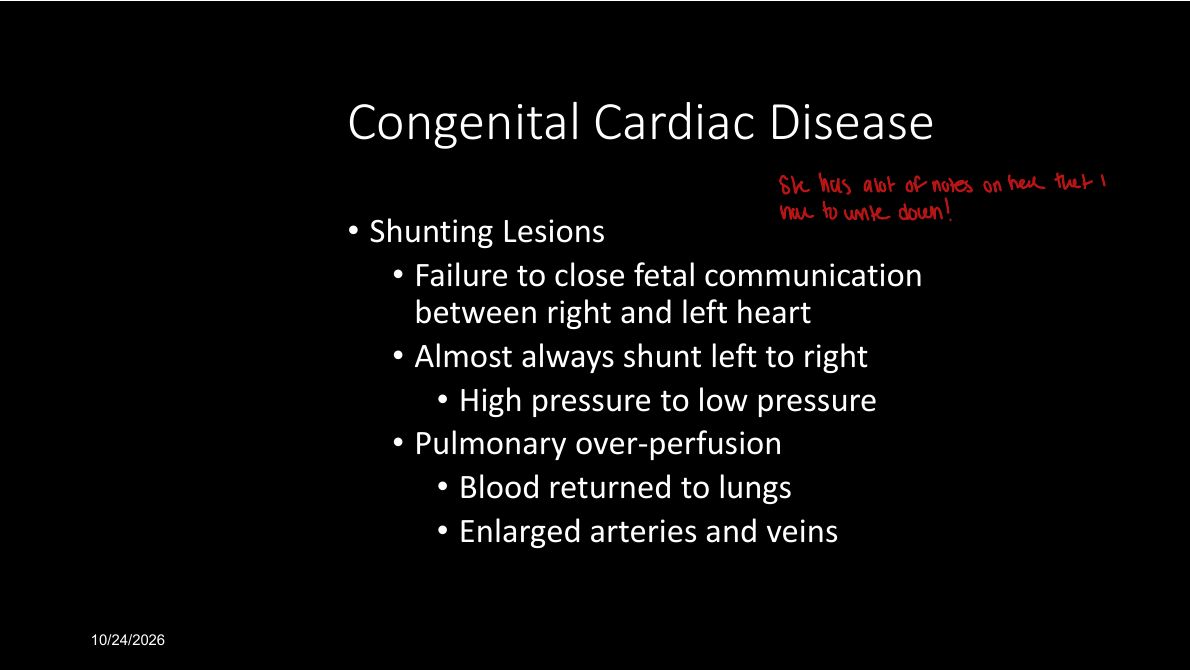 Congenital Cardiac Disease
She has alot of notes on here that I
have to write down!
• Shunting Lesions
• Failure to close fetal communication
between right and left heart
• Almost always shunt left to right
• High pressure to low pressure
• Pulmonary over-perfusion
• Blood returned to lungs
• Enlarged arteries and veins
10/24/2026